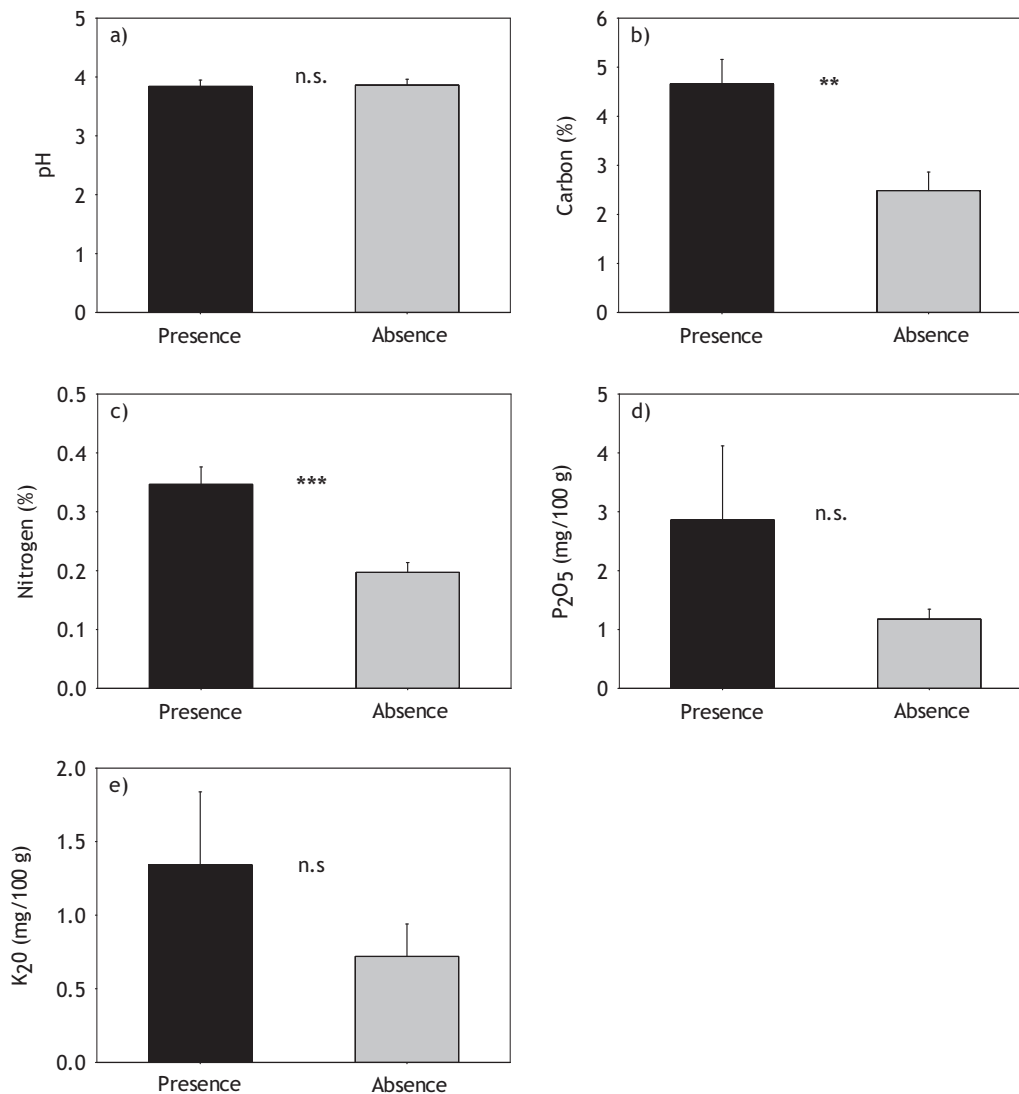 a)
n.s.
pH
5
4
3
2
1
0
Presence
Absence
b)
**
Carbon (%)
6
5
4
3
2
1
0
Presence
Absence
c)
***
Nitrogen (%)
0.5
0.4
0.3
0.2
0.1
0.0
Presence
Absence
d)
n.s.
P2O5 (mg/100 g)
5
4
3
2
1
0
Presence
Absence
e)
n.s
K20 (mg/100 g)
2.0
1.5
1.0
0.5
0.0
Presence
Absence